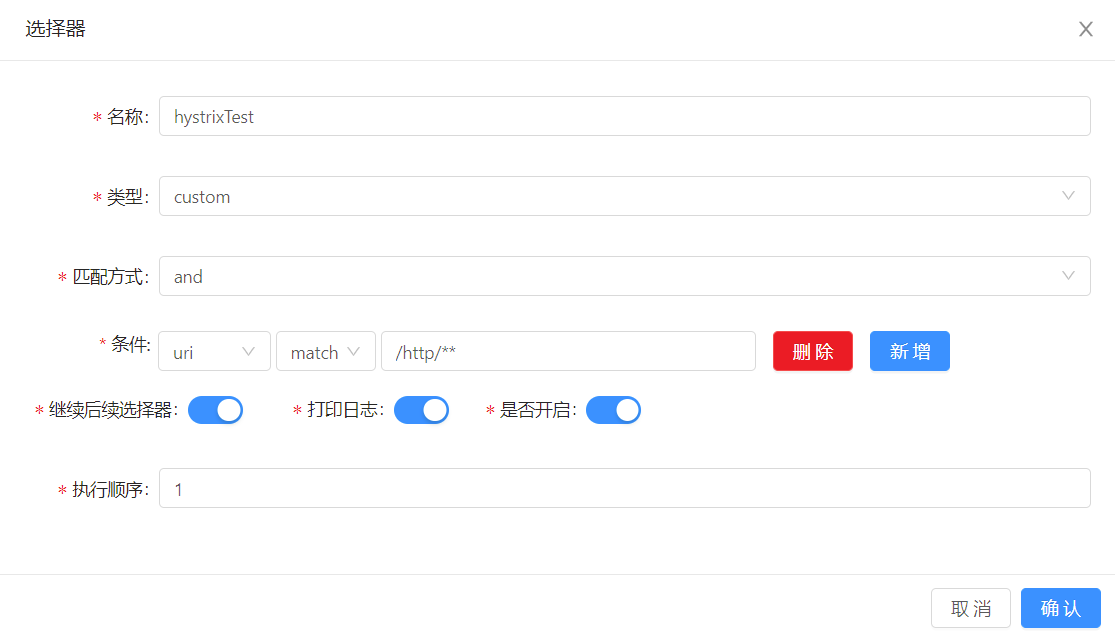 选择器
* 名称: hystrixTest
* 类型: custom
* 匹配方式: and
* 条件: uri match /http/** 删除 新增
* 继续后续选择器: * 打印日志: * 是否开启:
* 执行顺序: 1
取消 确认